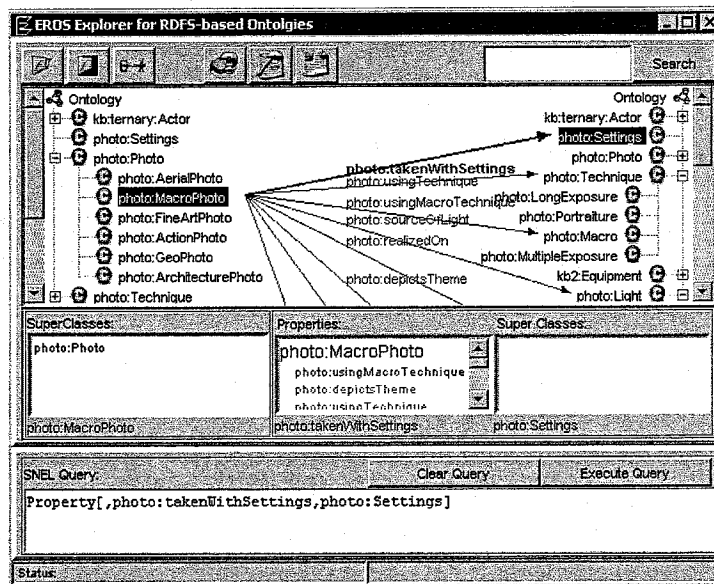 EROS Explorer for RDFS-based Ontolgies
Search
Ontology
kb:ternary:Actor
photo:Settings
photo:Photo
photo:AerialPhoto
photo:MacroPhoto
photo:FineArtPhoto
photo:ActionPhoto
photo:GeoPhoto
photo:ArchitecturePhoto
photo:Technique
photo:takenWithSettings
photo:usingTechnique
photo:usingMacroTechnique
photo:sourceOfLight
photo:realizedOn
photo:depictsTheme
Ontology
kb:ternary:Actor
photo:Settings
photo:Photo
photo:Technique
photo:LongExposure
photo:Portraiture
photo:Macro
photo:MultipleExposure
kb2:Equipment
photo:Light
SuperClasses:
photo:Photo
photo:MacroPhoto
Properties:
photo:MacroPhoto
photo:usingMacroTechnique
photo:depictsTheme
photo:usingTechnique
photo:takenWithSettings
Super Classes:
photo:Settings
SNEL Query:
Clear Query
Execute Query
Property[,photo:takenWithSettings,photo:Settings]
Status: